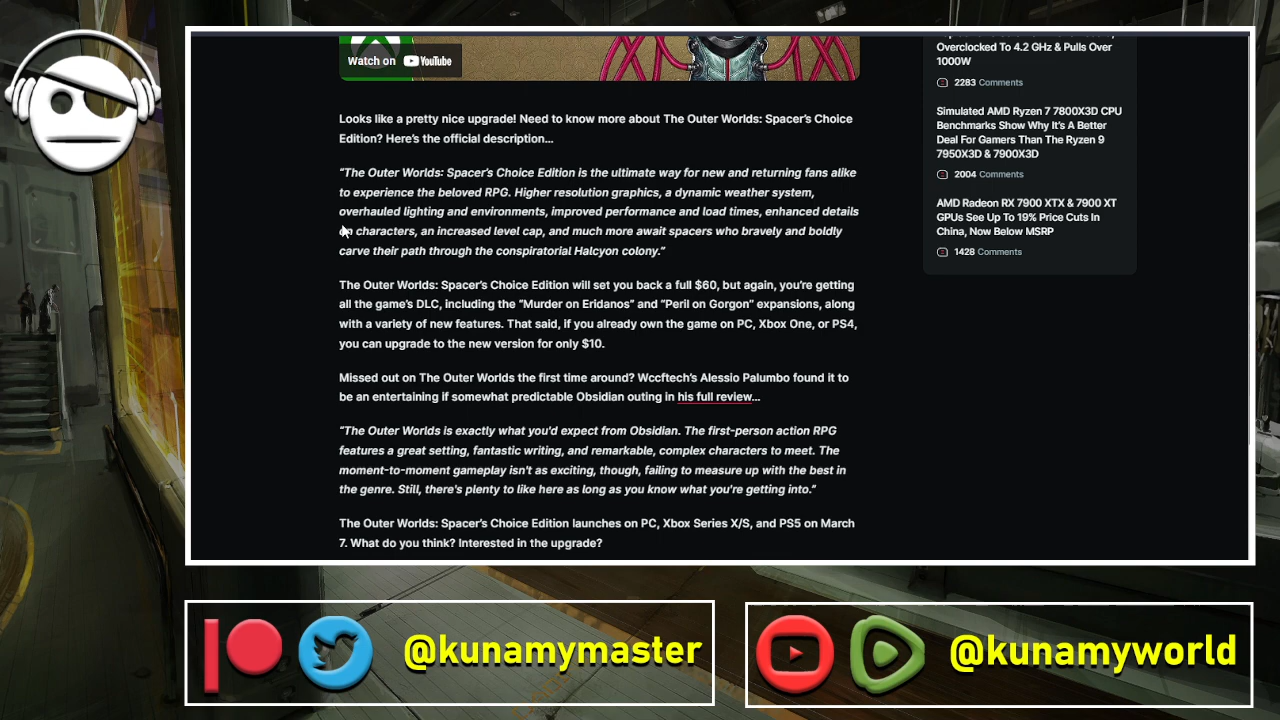 Watch on YouTube
Looks like a pretty nice upgrade! Need to know more about The Outer Worlds: Spacer's Choice
Edition? Here's the official description...
"The Outer Worlds: Spacer's Choice Edition is the ultimate way for new and returning fans alike
to experience the beloved RPG. Higher resolution graphics, a dynamic weather system,
overhauled lighting and environments, improved performance and load times, enhanced details
characters, an increased level cap, and much more await spacers who bravely and boldly
carve their path through the conspiratorial Halcyon colony."
The Outer Worlds: Spacer's Choice Edition will set you back a full $60, but again, you're getting
all the game's DLC, including the "Murder on Eridanos" and "Peril on Gorgon" expansions, along
with a variety of new features. That said, if you already own the game on PC, Xbox One, or PS4,
you can upgrade to the new version for only $10.
Missed out on The Outer Worlds the first time around? Wccftech's Alessio Palumbo found it to
be an entertaining if somewhat predictable Obsidian outing in his full review...
"The Outer Worlds is exactly what you'd expect from Obsidian. The first-person action RPG
features a great setting, fantastic writing, and remarkable, complex characters to meet. The
moment-to-moment gameplay isn't as exciting, though, failing to measure up with the best in
the genre. Still, there's plenty to like here as long as you know what you're getting into."
The Outer Worlds: Spacer's Choice Edition launches on PC, Xbox Series X/S, and PS5 on March
7. What do you think? Interested in the upgrade?
Overclocked To 4.2 GHz & Pulls Over
1000W
2283 Comments
Simulated AMD Ryzen 7 7800X3D CPU
Benchmarks Show Why It's A Better
Deal For Gamers Than The Ryzen 9
7950X3D & 7900X3D
2004 Comments
AMD Radeon RX 7900 XTX & 7900 XT
GPUs See Up To 19% Price Cuts In
China, Now Below MSRP
1428 Comments
@kunamymaster
@kunamyworld